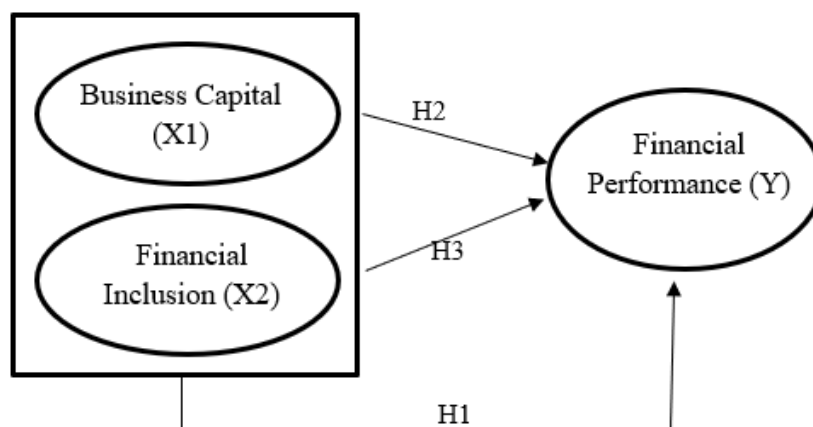 Business Capital
(X1)
H2
Financial
Performance (Y)
Financial
Inclusion (X2)
H3
H1